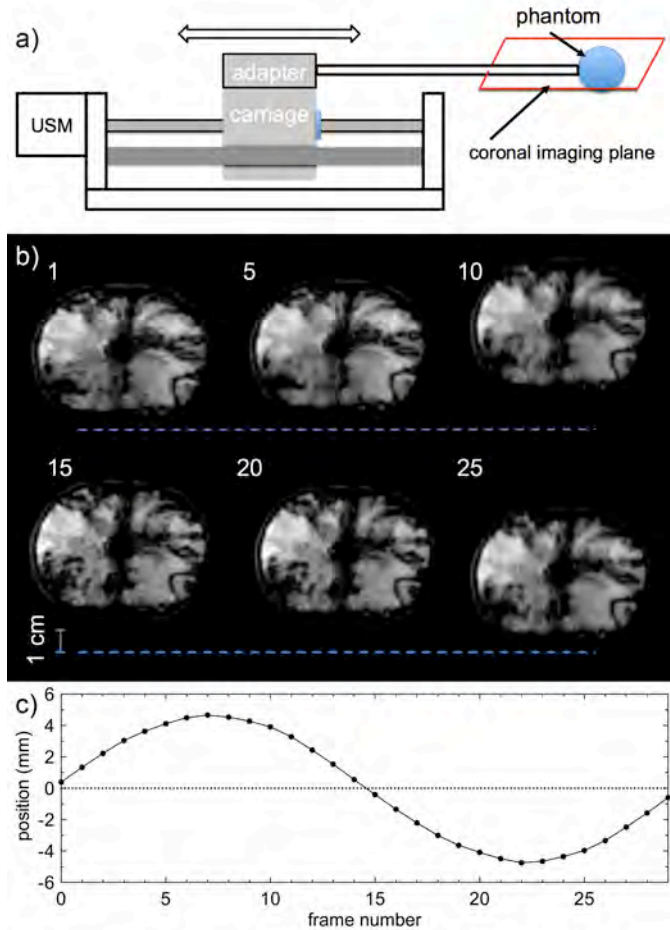 a)
phantom
adapter
carriage
USM
coronal imaging plane
b)
1
5
10
15
20
25
1 cm
c)
6
4
2
0
-2
-4
-6
position (mm)
0
5
10
15
20
25
frame number